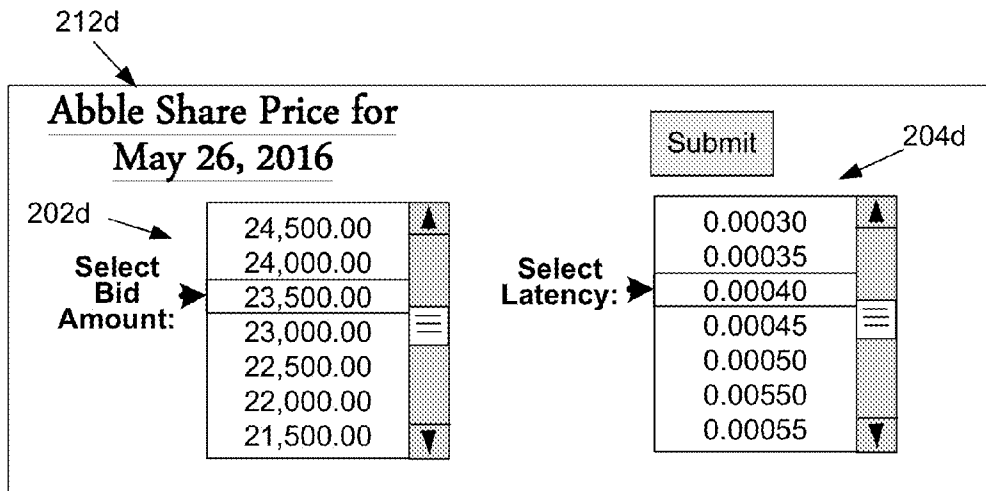 212d
Abble Share Price for
May 26, 2016
Submit
204d
202d
Select
Bid
Amount:
24,500.00
24,000.00
23,500.00
23,000.00
22,500.00
22,000.00
21,500.00
Select
Latency:
0.00030
0.00035
0.00040
0.00045
0.00050
0.00550
0.00055